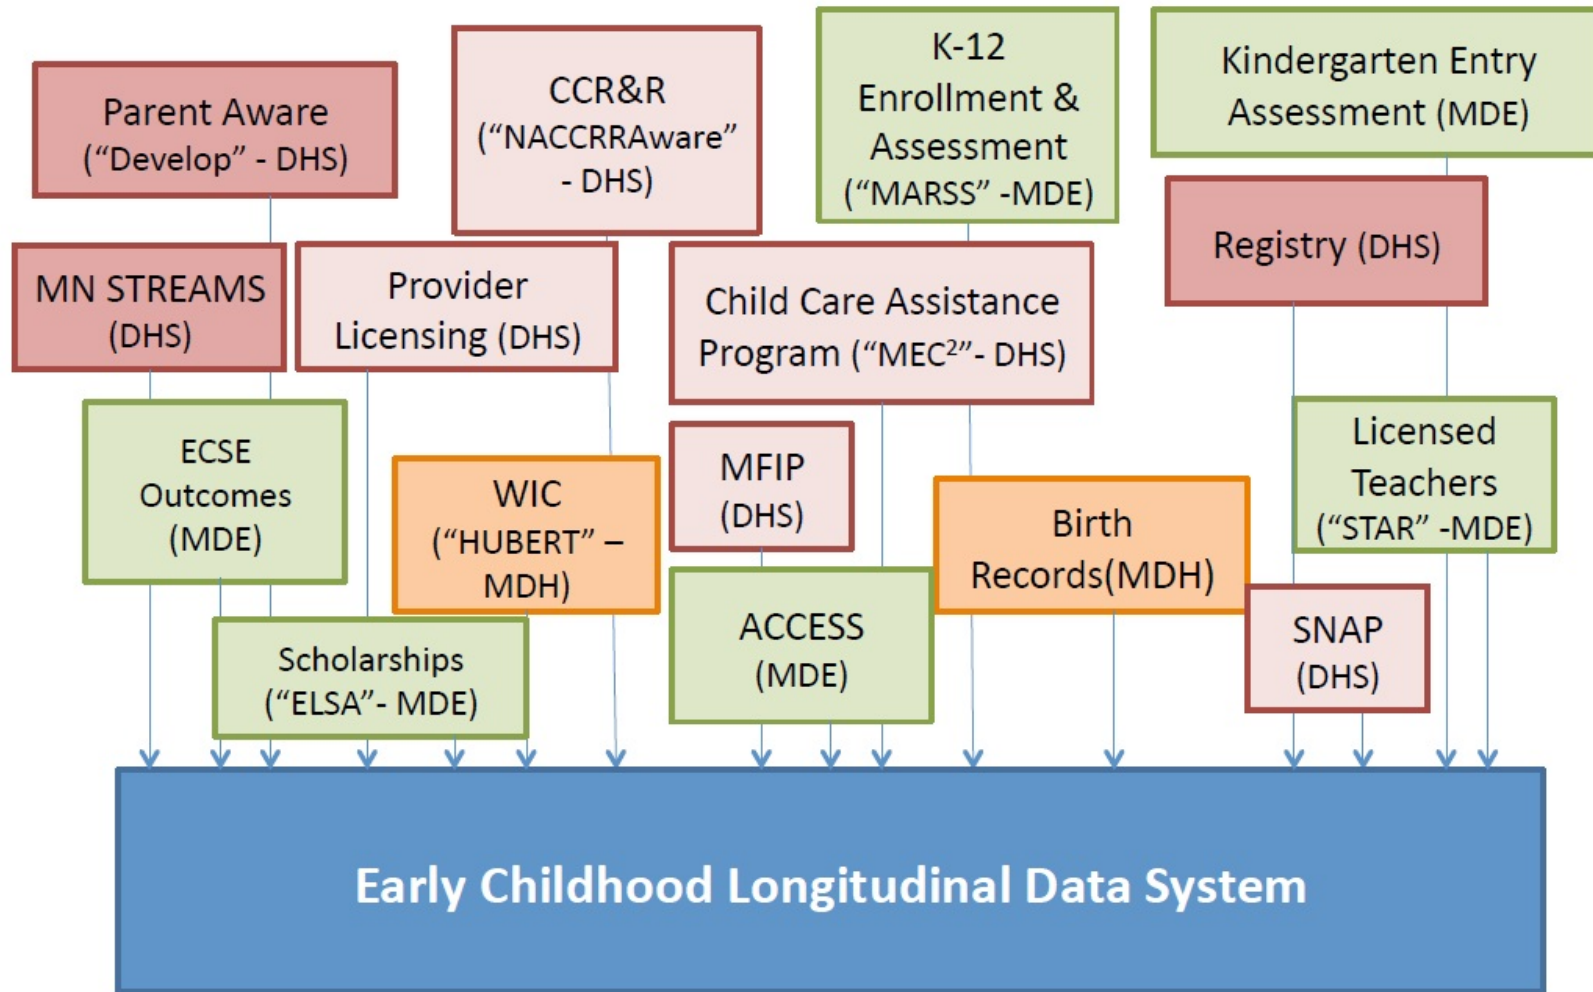 Parent Aware
(“Develop” - DHS)
CCR&R
(“NACCRRAware”
- DHS)
K-12
Enrollment &
Assessment
(“MARSS” -MDE)
Kindergarten Entry
Assessment (MDE)
MN STREAMS
(DHS)
Provider
Licensing (DHS)
Child Care Assistance
Program (“MEC²”- DHS)
Registry (DHS)
ECSE
Outcomes
(MDE)
WIC
(“HUBERT” –
MDH)
MFIP
(DHS)
Birth
Records(MDH)
Licensed
Teachers
(“STAR” -MDE)
Scholarships
(“ELSA”- MDE)
ACCESS
(MDE)
SNAP
(DHS)
Early Childhood Longitudinal Data System